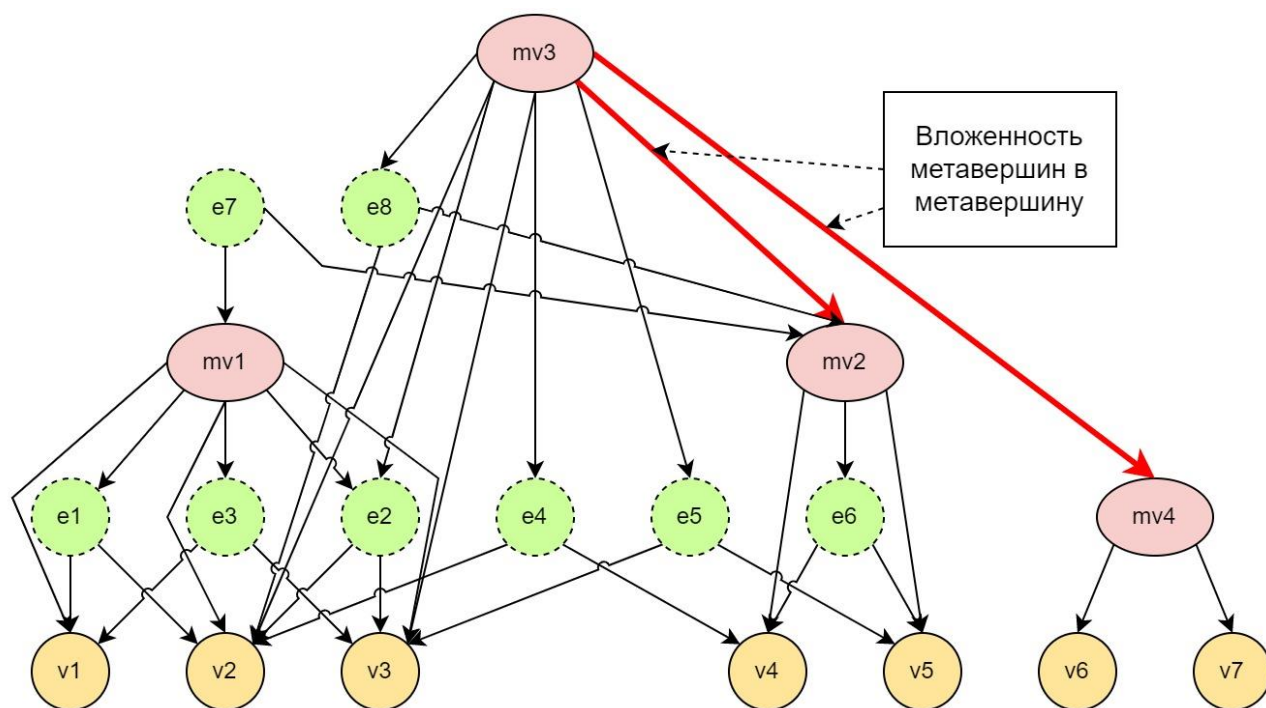 mv3
Вложенность
метавершин в
метавершину
e7
e8
mv1
mv2
e1
e3
e2
e4
e5
e6
mv4
v1
v2
v3
v4
v5
v6
v7